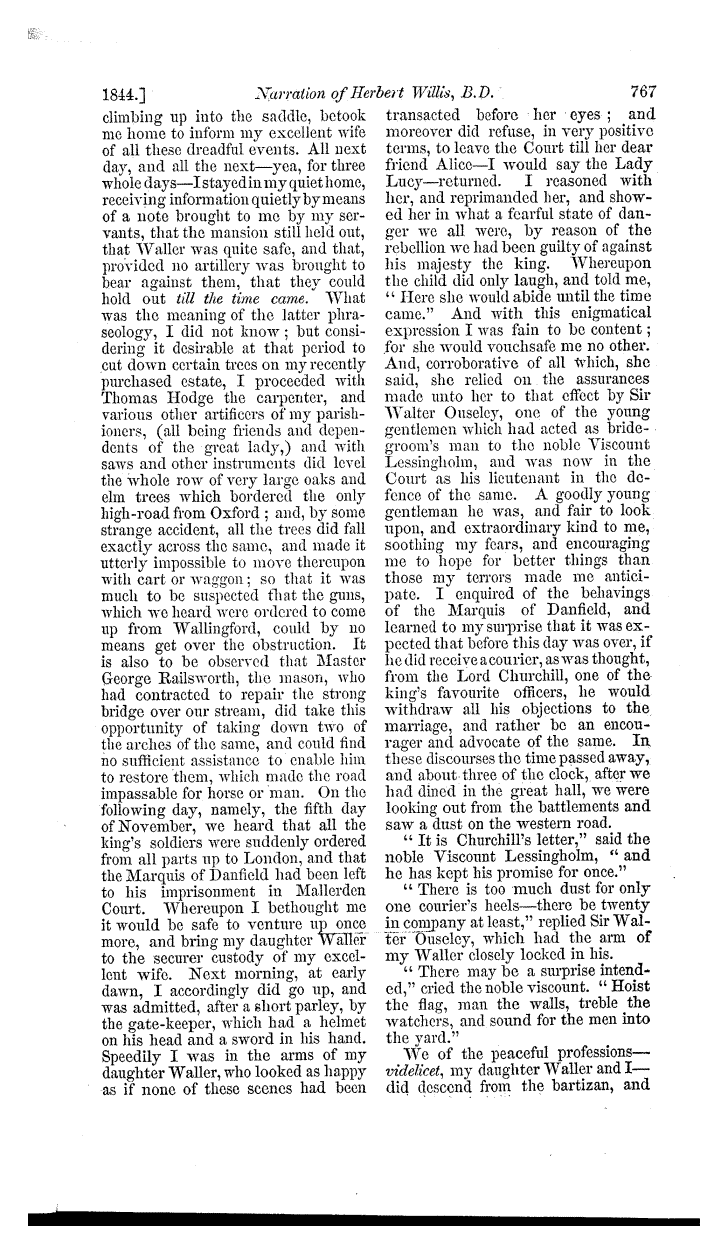 1844.] Narration of Herbert Willis, B.D. 767
climbing up into the saddle, betook
me home to inform my excellent wife
of all these dreadful events. All next
day, and all the next—yea, for three
whole days—I stayed in my quiet home,
receiving information quietly by means
of a note brought to me by my ser-
vants, that the mansion still held out,
that Waller was quite safe, and that,
provided no artillery was brought to
bear against them, that they could
hold out till the time came. What
was the meaning of the latter phra-
seology, I did not know; but consi-
dering it desirable at that period to
cut down certain trees on my recently
purchased estate, I proceeded with
Thomas Hodge the carpenter, and
various other artificers of my parish-
ioners, (all being friends and depen-
dents of the great lady,) and with
saws and other instruments did level
the whole row of very large oaks and
elm trees which bordered the only
high-road from Oxford; and, by some
strange accident, all the trees did fall
exactly across the same, and made it
utterly impossible to move thereupon
with cart or waggon; so that it was
much to be suspected that the guns,
which we heard were ordered to come
up from Wallingford, could by no
means get over the obstruction. It
is also to be observed that Master
George Railsworth, the mason, who
had contracted to repair the strong
bridge over our stream, did take this
opportunity of taking down two of
the arches of the same, and could find
no sufficient assistance to enable him
to restore them, which made the road
impassable for horse or man. On the
following day, namely, the fifth day
of November, we heard that all the
king's soldiers were suddenly ordered
from all parts up to London, and that
the Marquis of Danfield had been left
to his imprisonment in Mallerden
Court. Whereupon I bethought me
it would be safe to venture up once
more, and bring my daughter Waller
to the securer custody of my excel-
lent wife. Next morning, at early
dawn, I accordingly did go up, and
was admitted, after a short parley, by
the gate-keeper, which had a helmet
on his head and a sword in his hand.
Speedily I was in the arms of my
daughter Waller, who looked as happy
as if none of these scenes had been
transacted before her eyes; and
moreover did refuse, in very positive
terms, to leave the Court till her dear
friend Alice—I would say the Lady
Lucy—returned. I reasoned with
her, and reprimanded her, and show-
ed her in what a fearful state of dan-
ger we all were, by reason of the
rebellion we had been guilty of against
his majesty the king. Whereupon
the child did only laugh, and told me,
“Here she would abide until the time
came.” And with this enigmatical
expression I was fain to be content;
for she would vouchsafe me no other.
And, corroborative of all which, she
said, she relied on the assurances
made unto her to that effect by Sir
Walter Ouseley, one of the young
gentlemen which had acted as bride-
groom's man to the noble Viscount
Lessingholm, and was now in the
Court as his lieutenant in the de-
fence of the same. A goodly young
gentleman he was, and fair to look
upon, and extraordinary kind to me,
soothing my fears, and encouraging
me to hope for better things than
those my terrors made me antici-
pate. I enquired of the behavings
of the Marquis of Danfield, and
learned to my surprise that it was ex-
pected that before this day was over, if
he did receive a courier, as was thought,
from the Lord Churchill, one of the
king's favourite officers, he would
withdraw all his objections to the
marriage, and rather be an encou-
rager and advocate of the same. In
these discourses the time passed away,
and about three of the clock, after we
had dined in the great hall, we were
looking out from the battlements and
saw a dust on the western road.
“It is Churchill's letter,” said the
noble Viscount Lessingholm, “and
he has kept his promise for once.”
“There is too much dust for only
one courier's heels—there be twenty
in company at least,” replied Sir Wal-
ter Ouseley, which had the arm of
my Waller closely locked in his.
“There may be a surprise intend-
ed,” cried the noble viscount. “Hoist
the flag, man the walls, treble the
watchers, and sound for the men into
the yard.”
We of the peaceful professions—
videlicet, my daughter Waller and I—
did descend from the bartizan, and